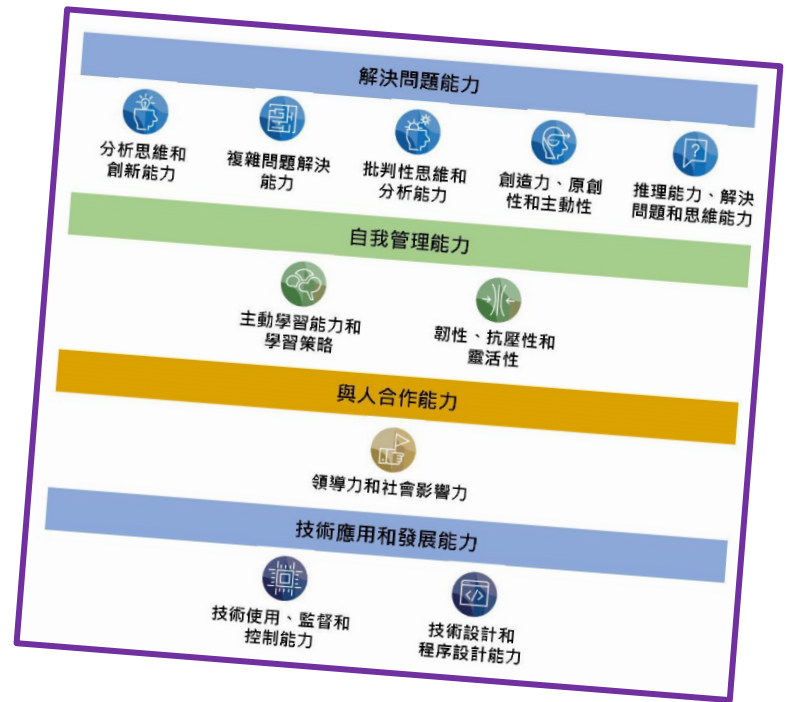 解決問題能力
分析思維和
創新能力
複雜問題解決
能力
批判性思維和
分析能力
創造力、原創
性和主動性
推理能力、解決
問題和思維能力
自我管理能力
主動學習能力和
學習策略
韌性、抗壓性和
靈活性
與人合作能力
領導力和社會影響力
技術應用和發展能力
技術使用、監督和
控制能力
技術設計和
程序設計能力